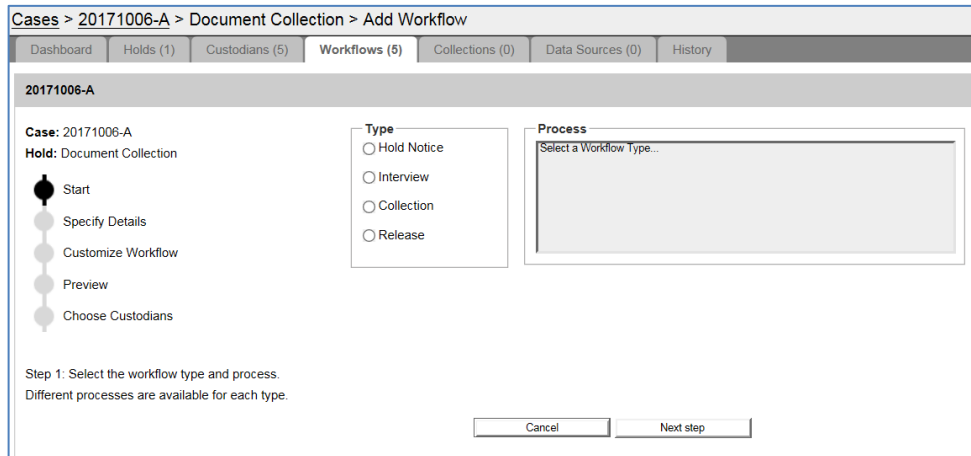 Cases > 20171006-A > Document Collection > Add Workflow
Dashboard Holds (1) Custodians (5) Workflows (5) Collections (0) Data Sources (0) History
20171006-A
Case: 20171006-A
Hold: Document Collection
Start
Specify Details
Customize Workflow
Preview
Choose Custodians
Type
Hold Notice
Interview
Collection
Release
Process
Select a Workflow Type...
Step 1: Select the workflow type and process.
Different processes are available for each type.
Cancel Next step